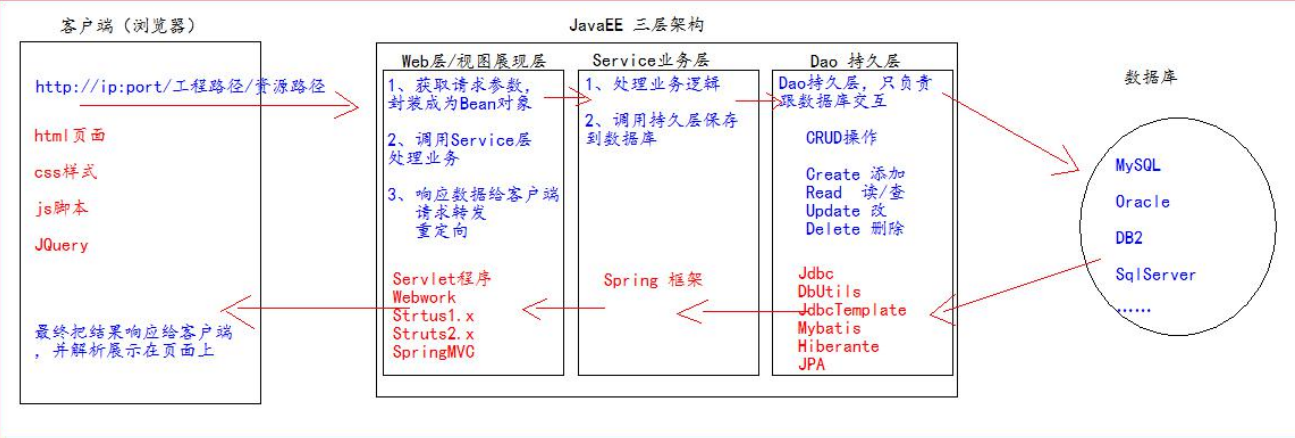 客户端（浏览器）
http://ip:port/工程路径/资源路径
html页面
css样式
js脚本
JQuery
最终把结果响应给客户端
，并解析展示在页面上
JavaEE 三层架构
Web层/视图展现层
1、获取请求参数，
封装成为Bean对象
2、调用Service层
处理业务
3、响应数据给客户端
请求转发
重定向
Servlet程序
Webwork
Strtus1.x
Struts2.x
SpringMVC
Service业务层
1、处理业务逻辑
2、调用持久层保存
到数据库
Spring 框架
Dao 持久层
Dao持久层，只负责
跟数据库交互
CRUD操作
Create 添加
Read 读/查
Update 改
Delete 删除
Jdbc
DbUtils
JdbcTemplate
Mybatis
Hiberante
JPA
数据库
MySQL
Oracle
DB2
SqlServer
......